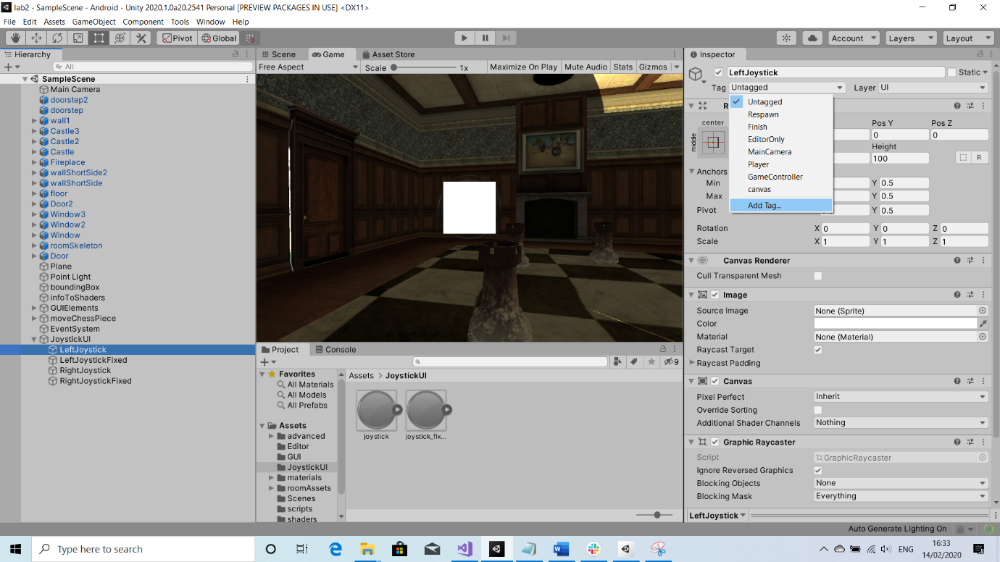 lab2 - SampleScene - Android - Unity 2020.1.0a20.2541 Personal [PREVIEW PACKAGES IN USE] <DX11>
File Edit Assets GameObject Component Tools Window Help
Pivot Global Account Layers Layout
Hierarchy
All
SampleScene
Main Camera
doorstep2
doorstep
wall1
Castle3
Castle2
Castle
Fireplace
wallShortSide2
wallShortSide
floor
Door2
Window3
Window2
Window
roomSkeleton
Door
Plane
Point Light
boundingBox
infoToShaders
GUIElements
moveChessPiece
EventSystem
JoystickUI
LeftJoystick
LeftJoystickFixed
RightJoystick
RightJoystickFixed
Scene Game Asset Store
Free Aspect Scale 1x Maximize On Play Mute Audio Stats Gizmos
Project Console
9
Favorites
All Materials
All Models
All Prefabs
Assets
advanced
Editor
GUI
JoystickUI
materials
roomAssets
Scenes
scripts
shaders
Assets > JoystickUI
joystick joystick_fix...
Inspector
LeftJoystick Static
Tag Untagged Layer UI
Untagged
Respawn
Finish
EditorOnly
MainCamera
Player
GameController
canvas
Add Tag...
R
center
middle
Pos Y Pos Z
0 0
Height
100 R
Anchors
Min Y 0.5
Max Y 0.5
Pivot Y 0.5
Rotation X 0 Y 0 Z 0
Scale X 1 Y 1 Z 1
Canvas Renderer
Cull Transparent Mesh
Image
Source Image None (Sprite)
Color
Material None (Material)
Raycast Target
Raycast Padding
Canvas
Pixel Perfect Inherit
Override Sorting
Additional Shader Channels Nothing
Graphic Raycaster
Script GraphicRaycaster
Ignore Reversed Graphics
Blocking Objects None
Blocking Mask Everything
LeftJoystick
Auto Generate Lighting On
Type here to search
ENG
16:33
14/02/2020